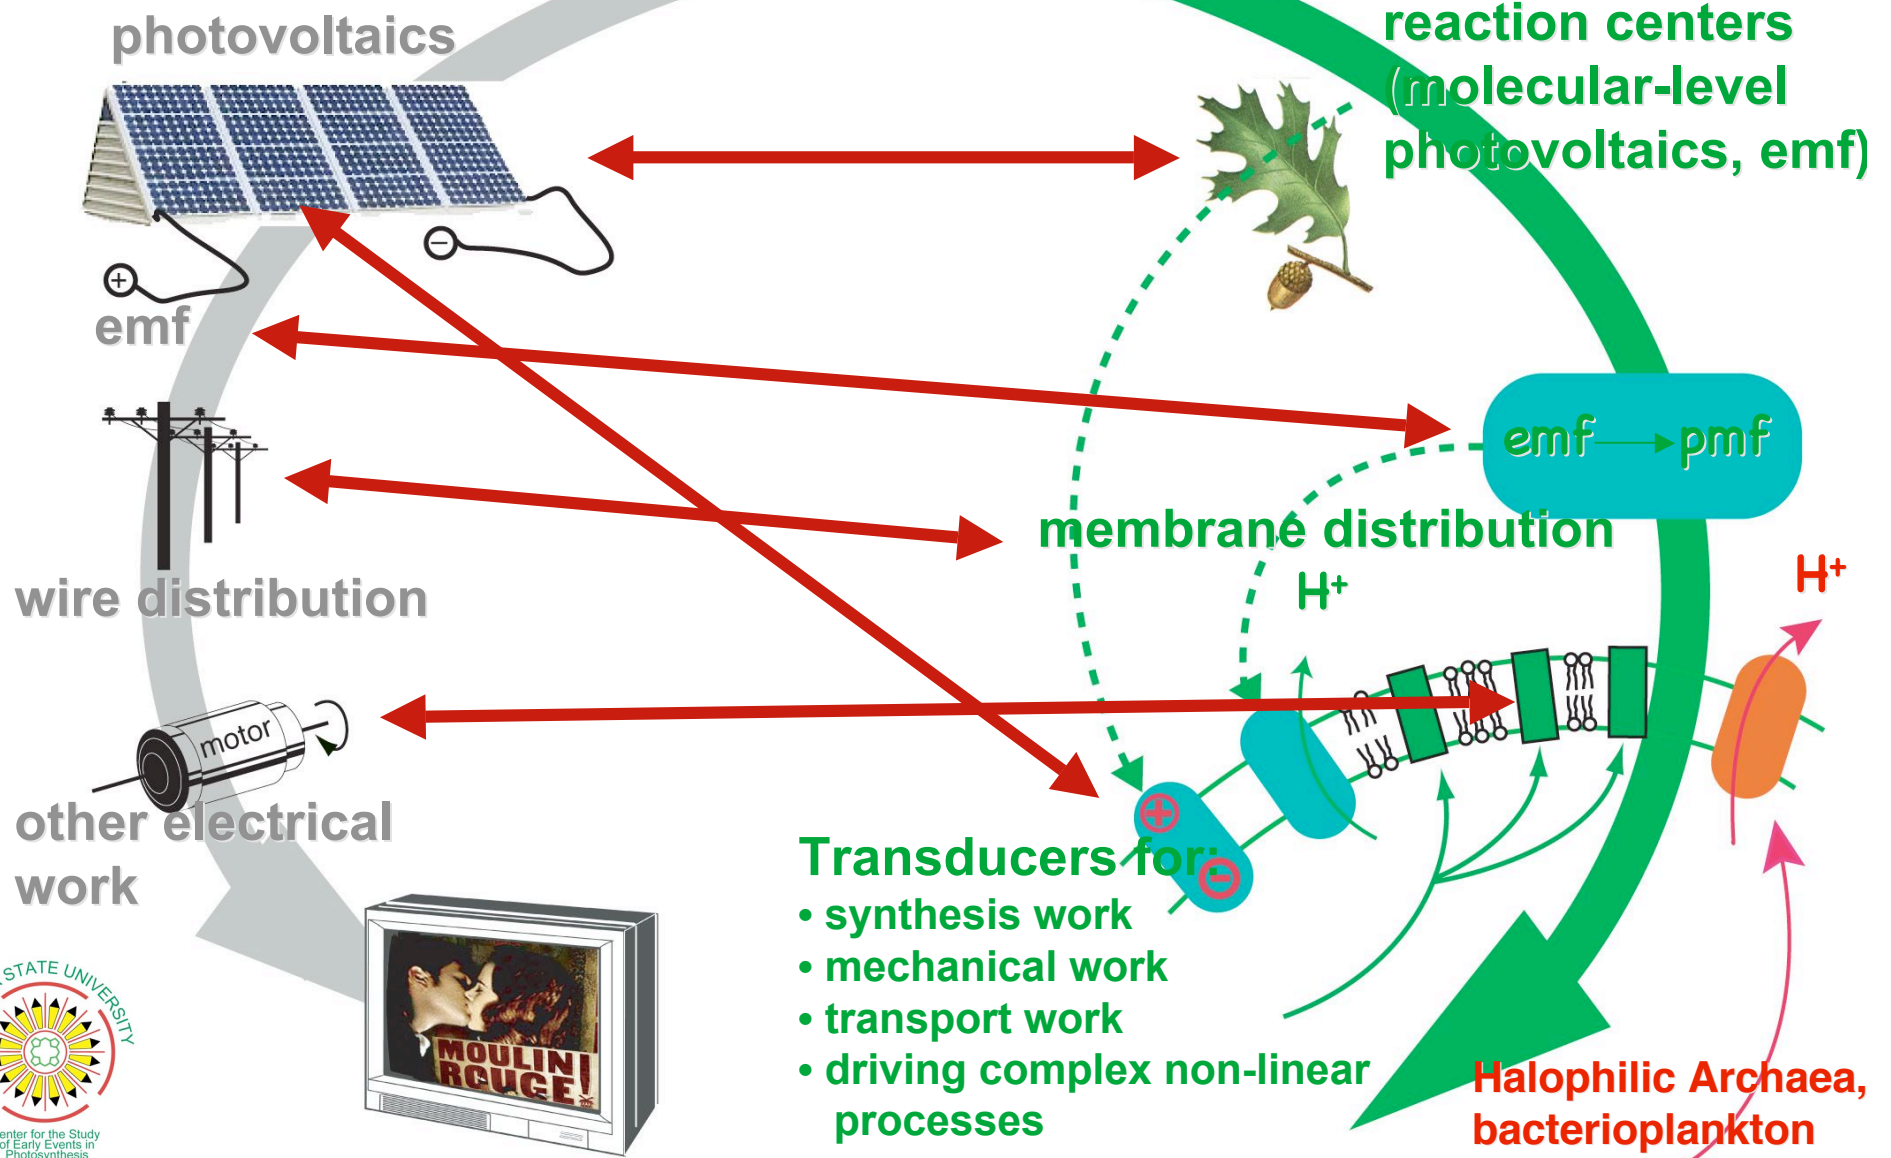 photovoltaics
reaction centers
(molecular-level
photovoltaics, emf)
−
+
emf
emf → pmf
membrane distribution
H+
H+
wire distribution
motor
other electrical
work
+
−
Transducers for:
• synthesis work
• mechanical work
• transport work
• driving complex non-linear
processes
MOULIN
ROUGE!
STATE UNIVERSITY
for the Study
of Early Events in
Photosynthesis
Halophilic Archaea,
bacterioplankton